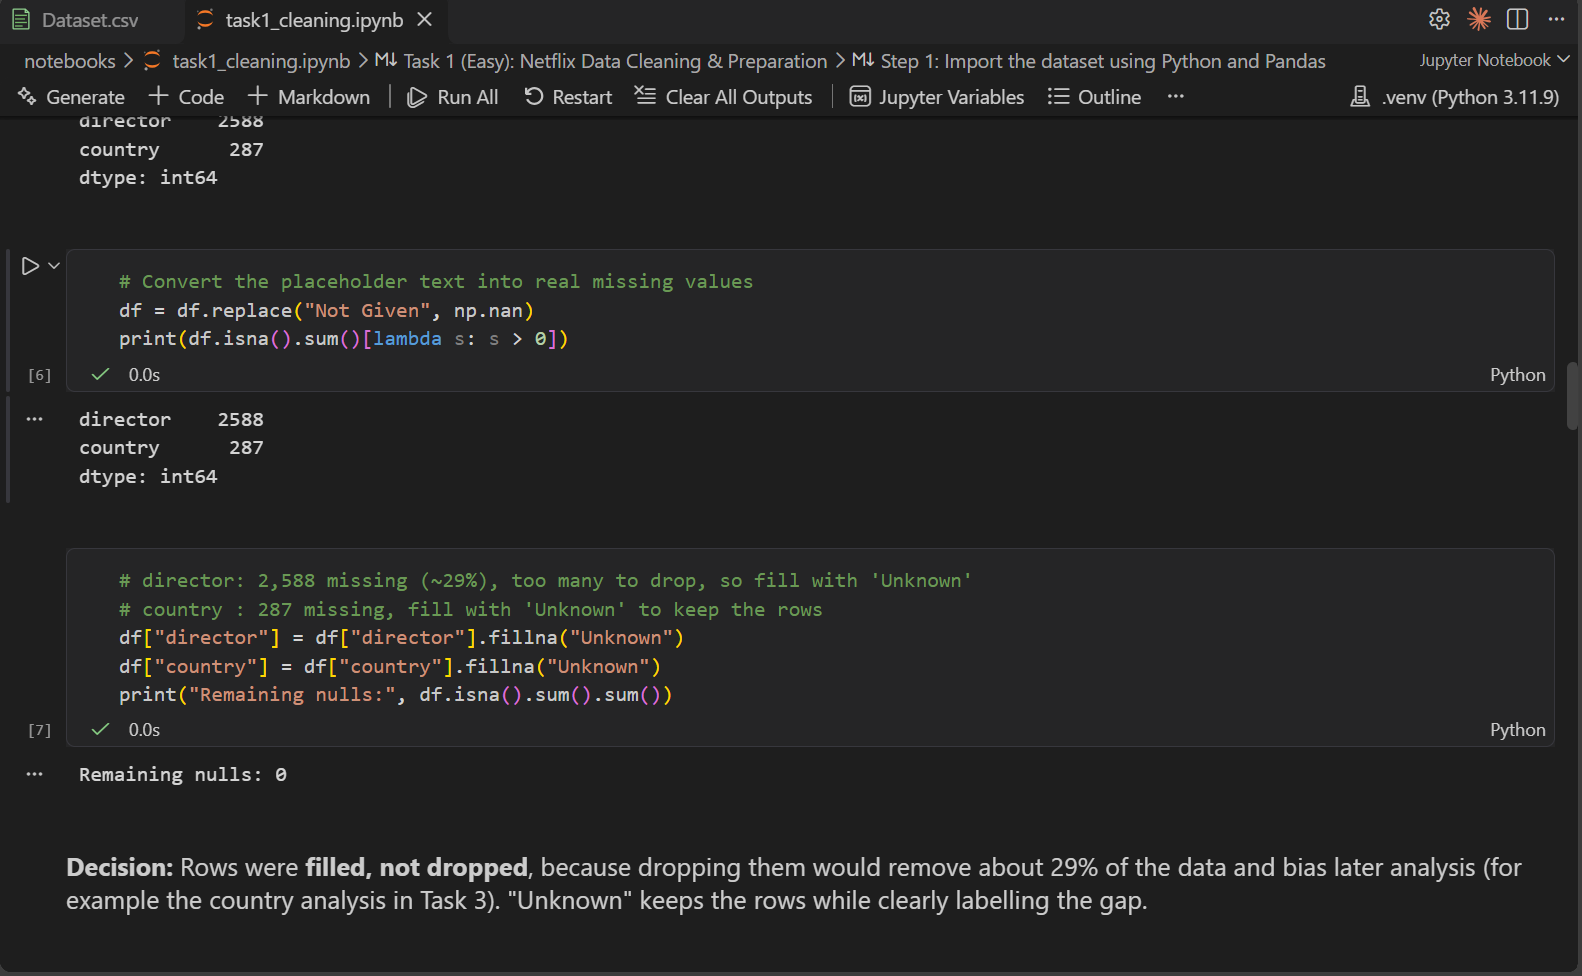 Dataset.csv task1_cleaning.ipynb
notebooks > task1_cleaning.ipynb > M↓ Task 1 (Easy): Netflix Data Cleaning & Preparation > M↓ Step 1: Import the dataset using Python and Pandas Jupyter Notebook
Generate + Code + Markdown | Run All Restart Clear All Outputs | Jupyter Variables Outline ... .venv (Python 3.11.9)
director 2588
country 287
dtype: int64
# Convert the placeholder text into real missing values
df = df.replace("Not Given", np.nan)
print(df.isna().sum()[lambda s: s > 0])
[6] 0.0s Python
... director 2588
country 287
dtype: int64
# director: 2,588 missing (~29%), too many to drop, so fill with 'Unknown'
# country : 287 missing, fill with 'Unknown' to keep the rows
df["director"] = df["director"].fillna("Unknown")
df["country"] = df["country"].fillna("Unknown")
print("Remaining nulls:", df.isna().sum().sum())
[7] 0.0s Python
... Remaining nulls: 0
Decision: Rows were filled, not dropped, because dropping them would remove about 29% of the data and bias later analysis (for
example the country analysis in Task 3). "Unknown" keeps the rows while clearly labelling the gap.